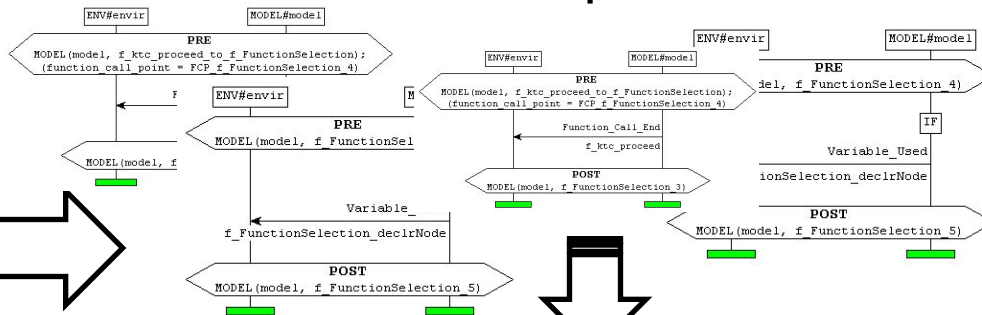 ENV#envir
MODEL#model
PRE
MODEL(model, f_ktc_proceed_to_f_FunctionSelection);
(function_call_point = FCP_f_FunctionSelection_4)
MODEL(model, f
ENV#envir
PRE
MODEL(model, f_FunctionSel
Variable_
f_FunctionSelection_declrNode
POST
MODEL(model, f_FunctionSelection_5)
ENV#envir
MODEL#model
PRE
MODEL(model, f_ktc_proceed_to_f_FunctionSelection);
(function_call_point = FCP_f_FunctionSelection_4)
Function_Call_End
f_ktc_proceed
POST
MODEL(model, f_FunctionSelection_3)
ENV#envir
MODEL#model
PRE
del, f_FunctionSelection_4)
IF
Variable_Used
ionSelection_declrNode
POST
MODEL(model, f_FunctionSelection_5)